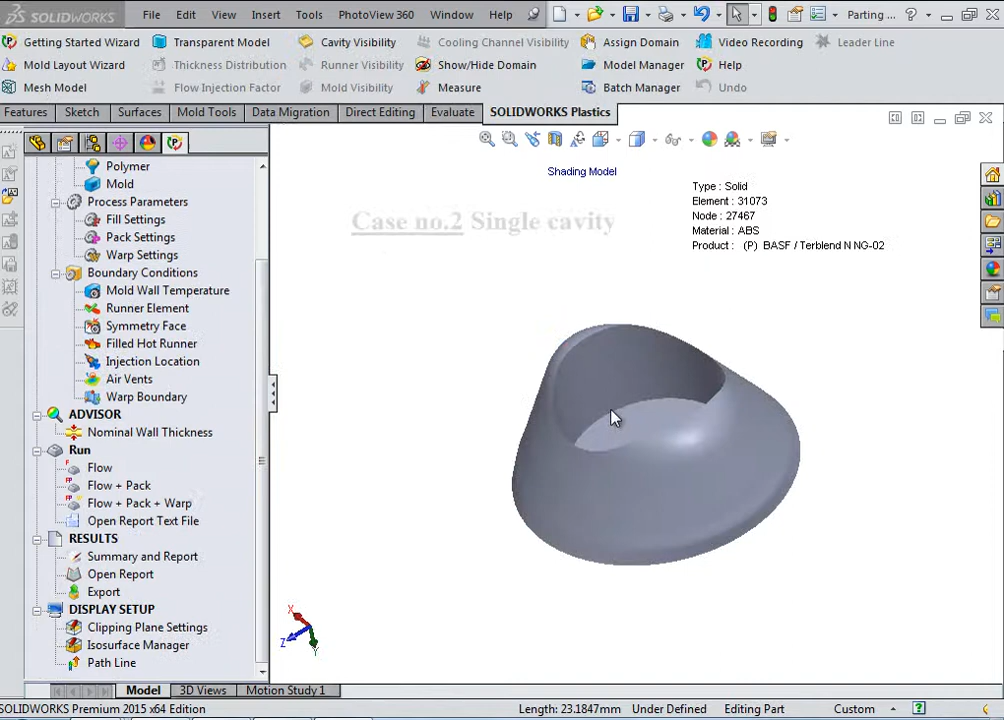 SOLIDWORKS File Edit View Insert Tools PhotoView 360 Window Help Parting ... ?
Getting Started Wizard Transparent Model Cavity Visibility Cooling Channel Visibility Assign Domain Video Recording Leader Line
Mold Layout Wizard Thickness Distribution Runner Visibility Show/Hide Domain Model Manager Help
Mesh Model Flow Injection Factor Mold Visibility Measure Batch Manager Undo
Features Sketch Surfaces Mold Tools Data Migration Direct Editing Evaluate SOLIDWORKS Plastics
Polymer
Mold
Process Parameters
Fill Settings
Pack Settings
Warp Settings
Boundary Conditions
Mold Wall Temperature
Runner Element
Symmetry Face
Filled Hot Runner
Injection Location
Air Vents
Warp Boundary
ADVISOR
Nominal Wall Thickness
Run
Flow
Flow + Pack
Flow + Pack + Warp
Open Report Text File
RESULTS
Summary and Report
Open Report
Export
DISPLAY SETUP
Clipping Plane Settings
Isosurface Manager
Path Line
Shading Model
Type : Solid
Element : 31073
Node : 27467
Material : ABS
Product : (P) BASF / Terblend N NG-02
Case no.2 Single cavity
X
Z
Y
Model 3D Views Motion Study 1
SOLIDWORKS Premium 2015 x64 Edition Length: 23.1847mm Under Defined Editing Part Custom ?